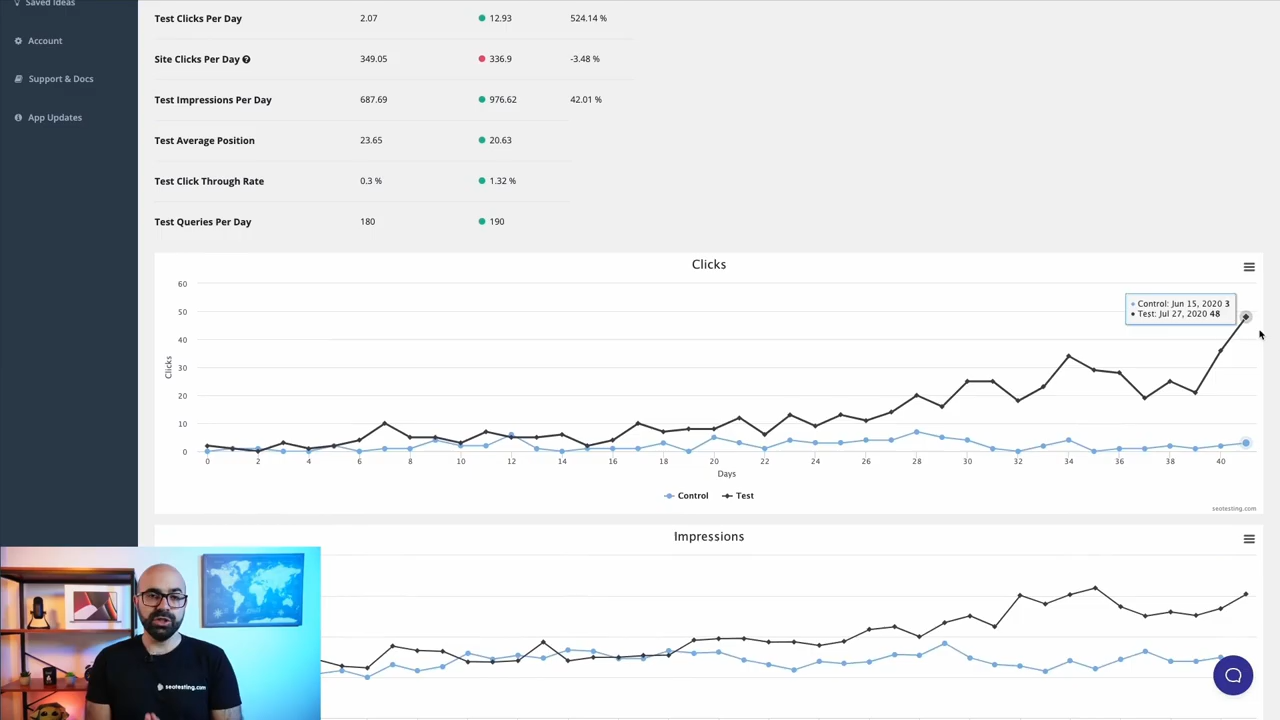 Saved Ideas
Account
Support & Docs
App Updates
Test Clicks Per Day 2.07 12.93 524.14 %
Site Clicks Per Day 349.05 336.9 -3.48 %
Test Impressions Per Day 687.69 976.62 42.01 %
Test Average Position 23.65 20.63
Test Click Through Rate 0.3 % 1.32 %
Test Queries Per Day 180 190
Clicks
60
50
40
30
20
10
0
Clicks
Control: Jun 15, 2020 3
Test: Jul 27, 2020 48
0 2 4 6 8 10 12 14 16 18 20 22 24 26 28 30 32 34 36 38 40
Days
Control Test
seotesting.com
Impressions
seotesting.com